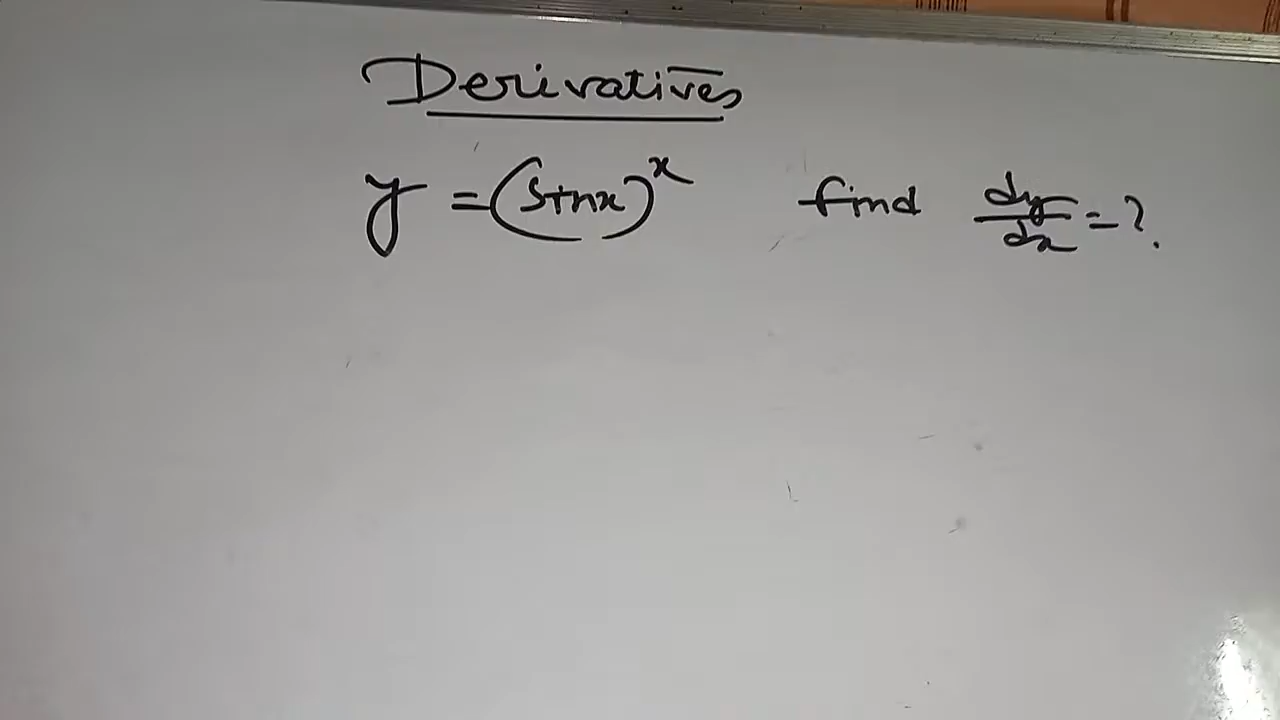 Derivatives
y = (sinx)^x find dy/dx = ?.